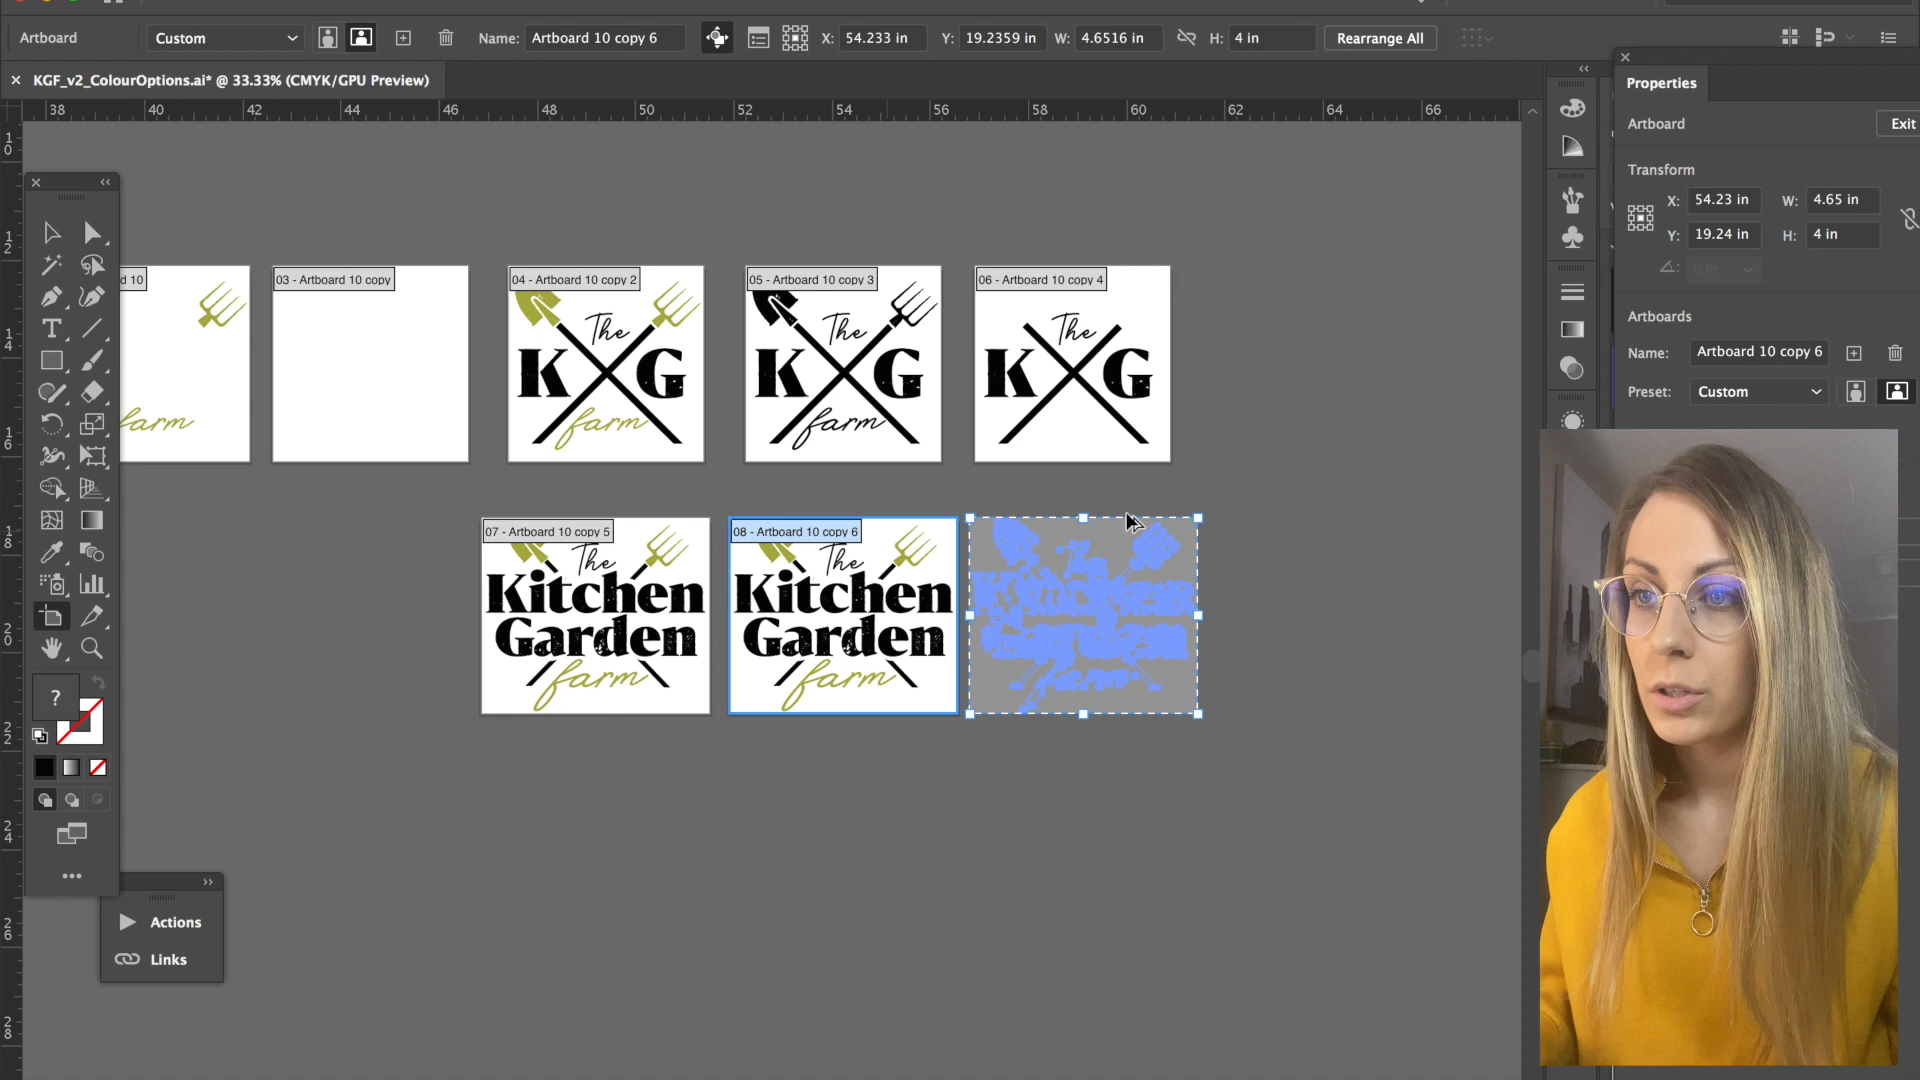 Artboard
Custom
Name: Artboard 10 copy 6
X: 54.233 in
Y: 19.2359 in
W: 4.6516 in
H: 4 in
Rearrange All
KGF_v2_ColourOptions.ai* @ 33.33% (CMYK/GPU Preview)
38 40 42 44 46 48 50 52 54 56 58 60 62 64 66
10
12
14
16
18
20
22
24
26
28
d 10
farm
03 - Artboard 10 copy
04 - Artboard 10 copy 2
The
K G
farm
05 - Artboard 10 copy 3
The
K G
farm
06 - Artboard 10 copy 4
The
K G
07 - Artboard 10 copy 5
The
Kitchen
Garden
farm
08 - Artboard 10 copy 6
The
Kitchen
Garden
farm
?
Actions
Links
Properties
Artboard
Exit
Transform
X: 54.23 in
W: 4.65 in
Y: 19.24 in
H: 4 in
0 in
Artboards
Name: Artboard 10 copy 6
Preset: Custom